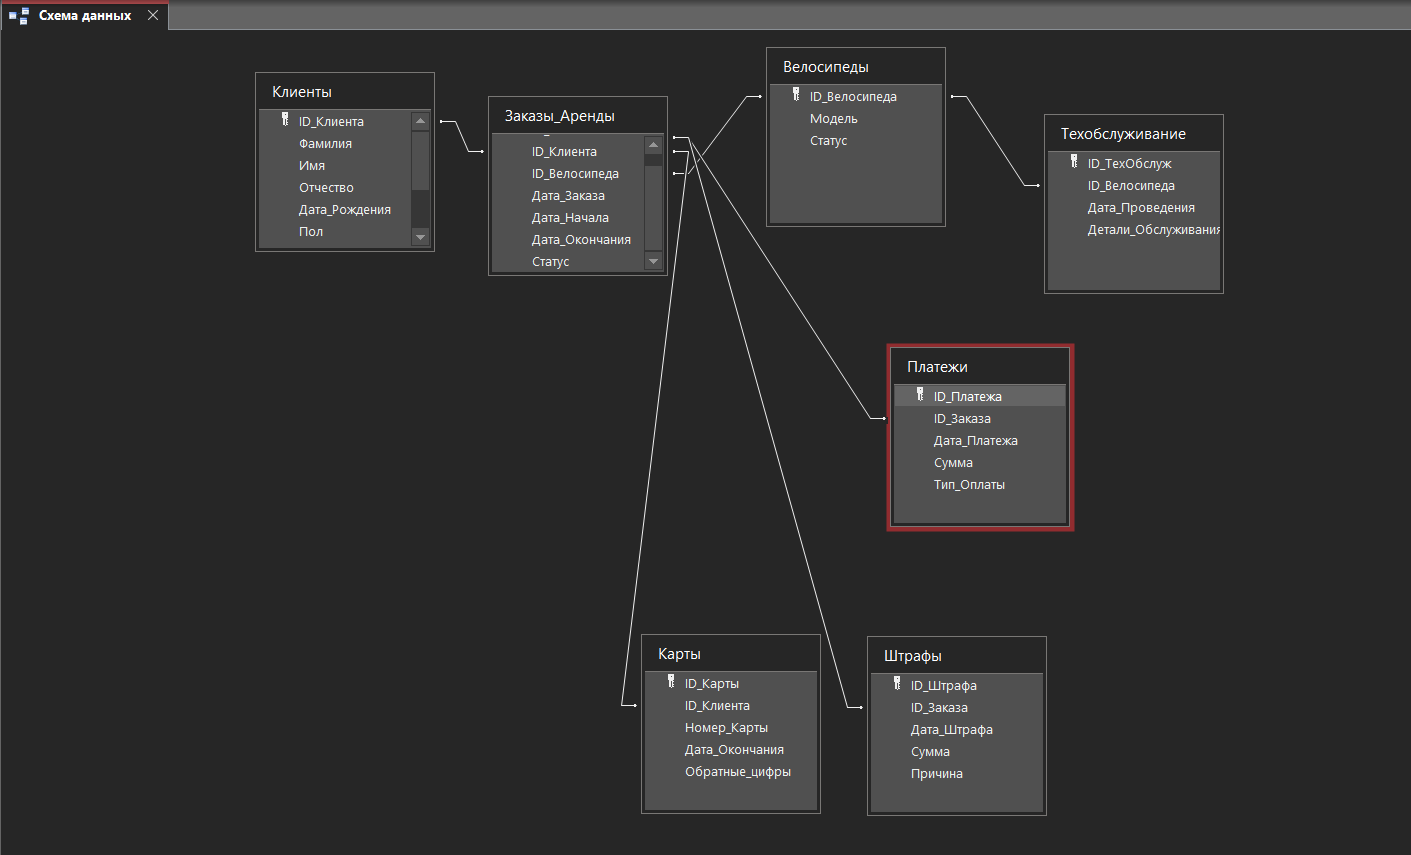 Схема данных
Клиенты
ID_Клиента
Фамилия
Имя
Отчество
Дата_Рождения
Пол
Заказы_Аренды
ID_Клиента
ID_Велосипеда
Дата_Заказа
Дата_Начала
Дата_Окончания
Статус
Велосипеды
ID_Велосипеда
Модель
Статус
Техобслуживание
ID_ТехОбслуж
ID_Велосипеда
Дата_Проведения
Детали_Обслуживания
Платежи
ID_Платежа
ID_Заказа
Дата_Платежа
Сумма
Тип_Оплаты
Карты
ID_Карты
ID_Клиента
Номер_Карты
Дата_Окончания
Обратные_цифры
Штрафы
ID_Штрафа
ID_Заказа
Дата_Штрафа
Сумма
Причина